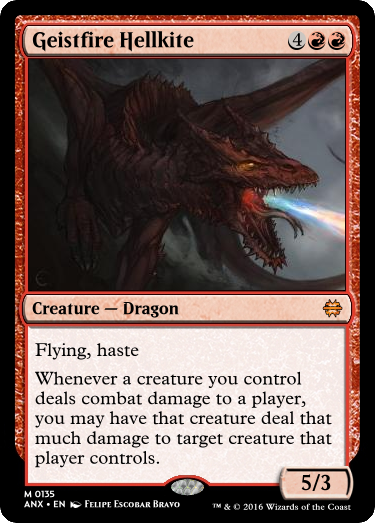 Geistfire Hellkite 4
Creature — Dragon
Flying, haste
Whenever a creature you control
deals combat damage to a player,
you may have that creature deal that
much damage to target creature that
player controls.
5/3
M 0135
ANX • EN Felipe Escobar Bravo
™ & © 2016 Wizards of the Coast